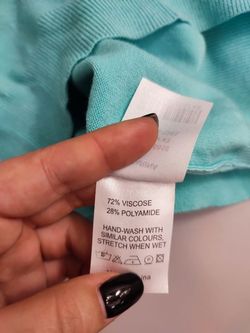 72% VISCOSE
28% POLYAMIDE
HAND-WASH WITH
SIMILAR COLOURS,
STRETCH WHEN WET